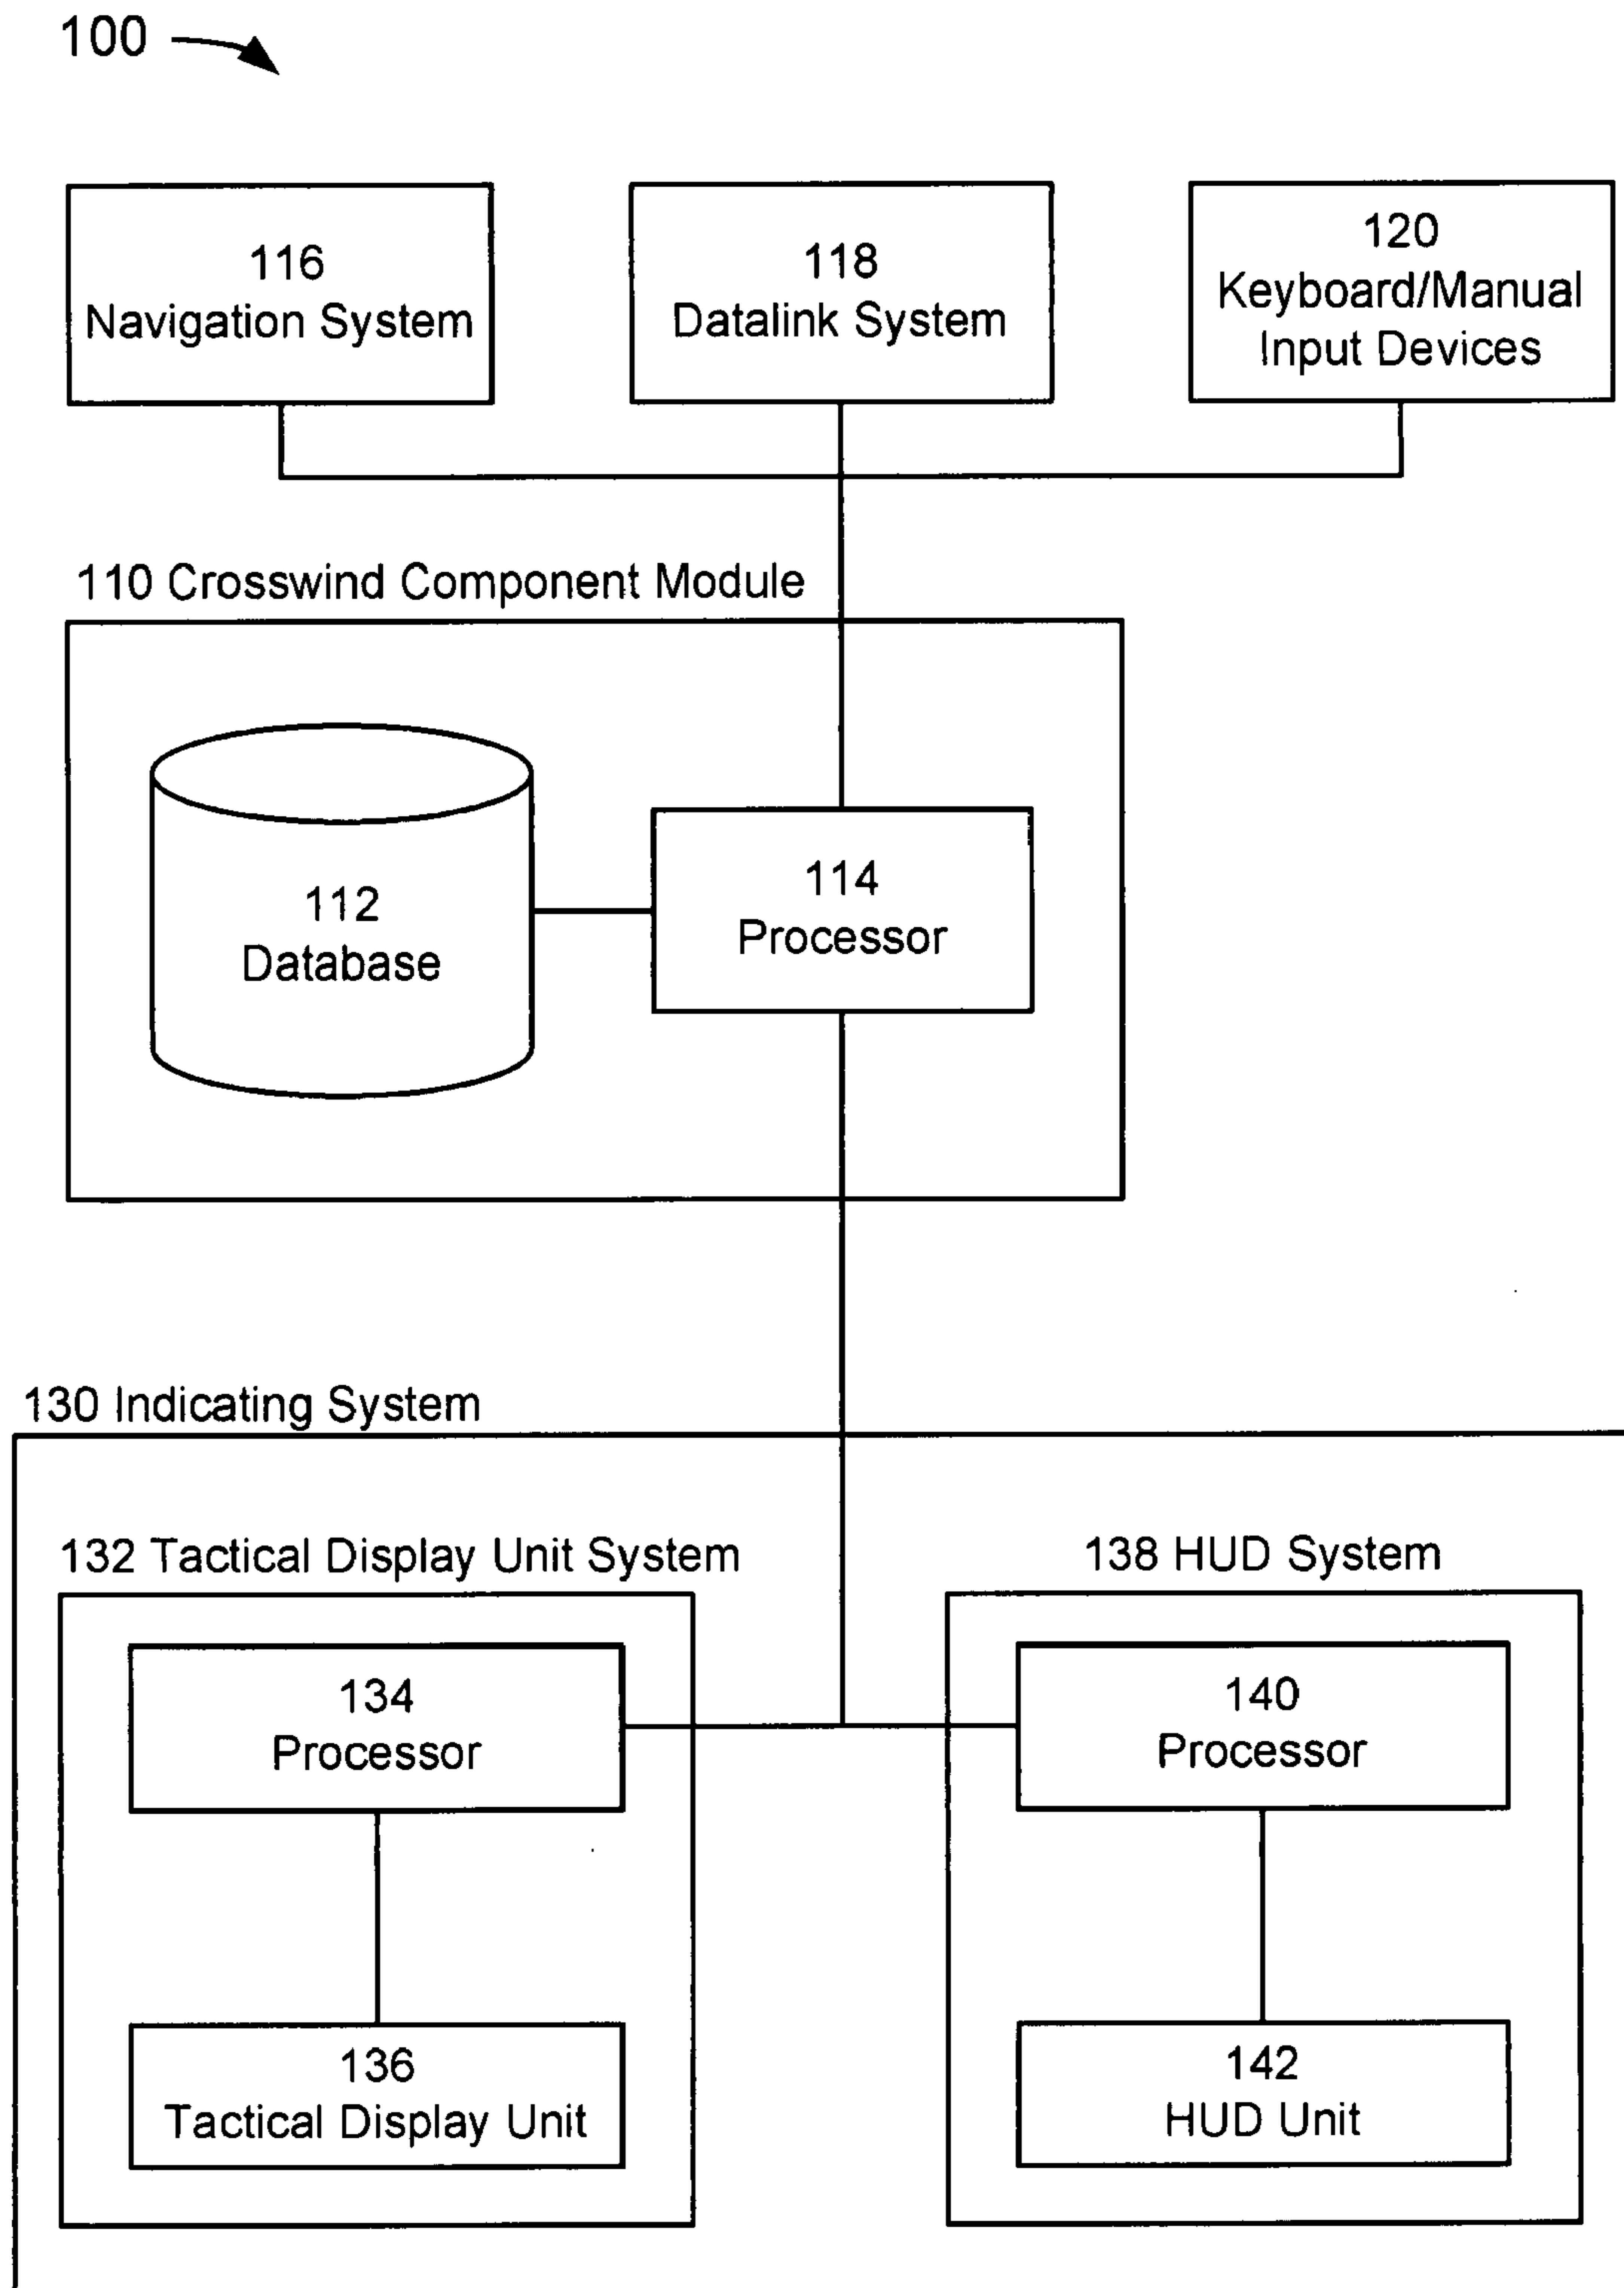 100
116
Navigation System
118
Datalink System
120
Keyboard/Manual
Input Devices
110 Crosswind Component Module
112
Database
114
Processor
130 Indicating System
132 Tactical Display Unit System
138 HUD System
134
Processor
140
Processor
136
Tactical Display Unit
142
HUD Unit